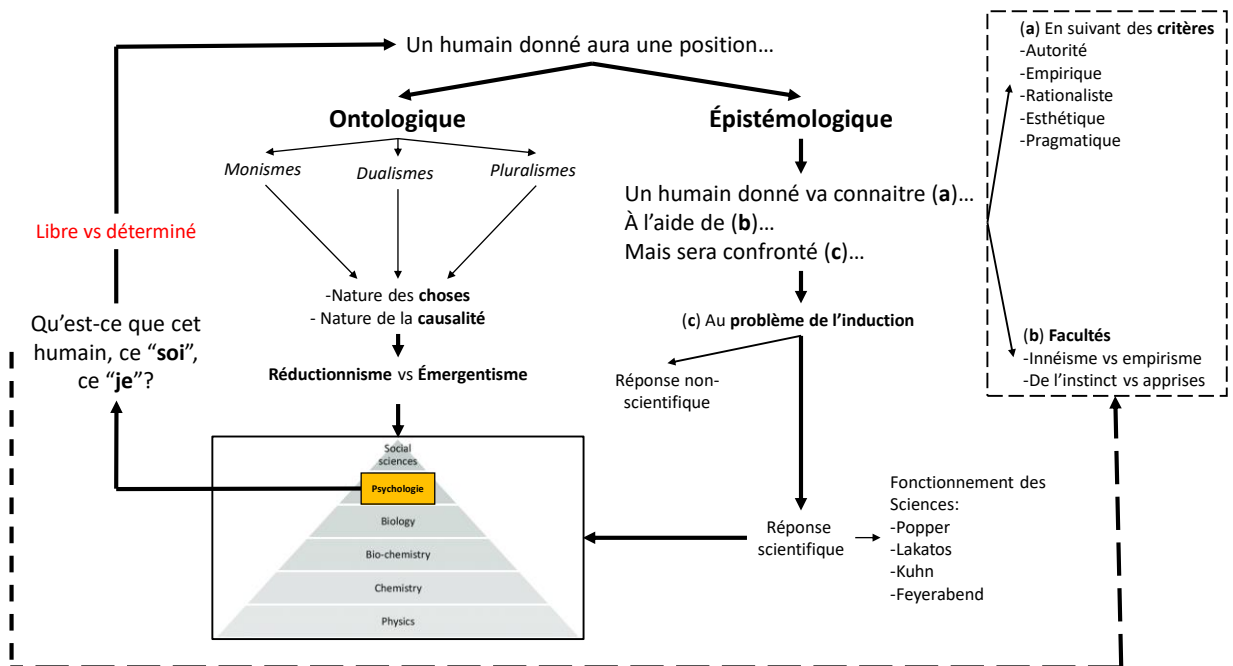 Un humain donné aura une position…
Ontologique
Monismes
Dualismes
Pluralismes
-Nature des choses
- Nature de la causalité
Réductionnisme vs Émergentisme
Social
sciences
Psychologie
Biology
Bio-chemistry
Chemistry
Physics
Libre vs déterminé
Qu’est-ce que cet
humain, ce “soi”,
ce “je”?
Épistémologique
Un humain donné va connaitre (a)…
À l’aide de (b)…
Mais sera confronté (c)…
(c) Au problème de l’induction
Réponse non-
scientifique
Réponse
scientifique
Fonctionnement des
Sciences:
-Popper
-Lakatos
-Kuhn
-Feyerabend
(a) En suivant des critères
-Autorité
-Empirique
-Rationaliste
-Esthétique
-Pragmatique
(b) Facultés
-Innéisme vs empirisme
-De l’instinct vs apprises